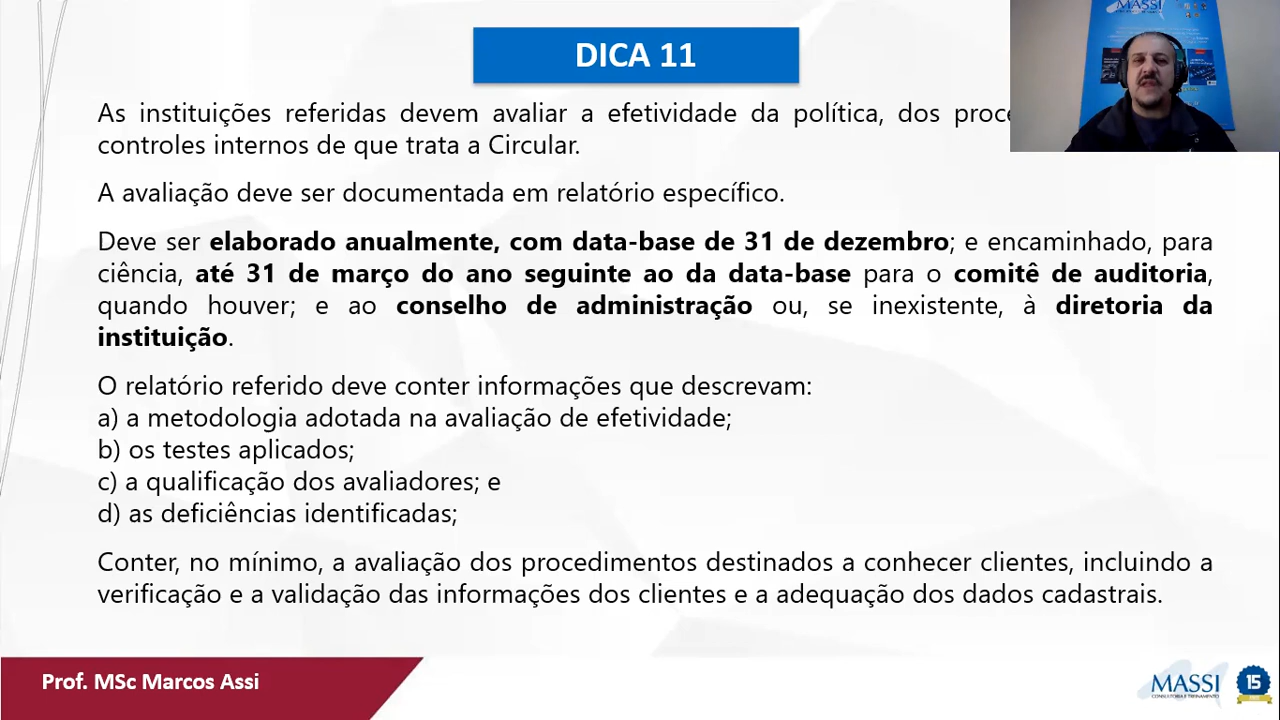 MASSI
DICA 11
As instituições referidas devem avaliar a efetividade da política, dos
controles internos de que trata a Circular.
A avaliação deve ser documentada em relatório específico.
Deve ser elaborado anualmente, com data-base de 31 de dezembro; e encaminhado, para
ciência, até 31 de março do ano seguinte ao da data-base para o comitê de auditoria,
quando houver; e ao conselho de administração ou, se inexistente, à diretoria da
instituição.
O relatório referido deve conter informações que descrevam:
a) a metodologia adotada na avaliação de efetividade;
b) os testes aplicados;
c) a qualificação dos avaliadores; e
d) as deficiências identificadas;
Conter, no mínimo, a avaliação dos procedimentos destinados a conhecer clientes, incluindo a
verificação e a validação das informações dos clientes e a adequação dos dados cadastrais.
Prof. MSc Marcos Assi
MASSI
CONSULTORIA E TREINAMENTO
15